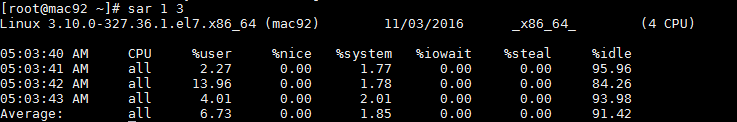 [root@mac92 ~]# sar 1 3
Linux 3.10.0-327.36.1.el7.x86_64 (mac92) 11/03/2016 _x86_64_ (4 CPU)
05:03:40 AM CPU %user %nice %system %iowait %steal %idle
05:03:41 AM all 2.27 0.00 1.77 0.00 0.00 95.96
05:03:42 AM all 13.96 0.00 1.78 0.00 0.00 84.26
05:03:43 AM all 4.01 0.00 2.01 0.00 0.00 93.98
Average: all 6.73 0.00 1.85 0.00 0.00 91.42